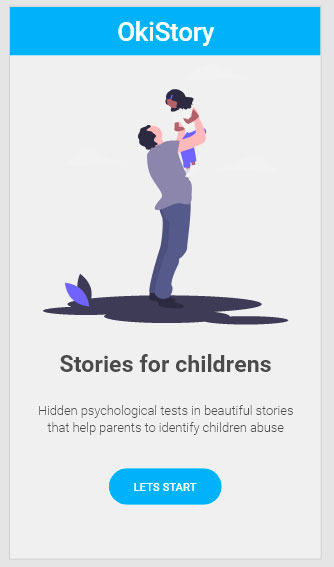 OkiStory
Stories for childrens
Hidden psychological tests in beautiful stories
that help parents to identify children abuse
LETS START